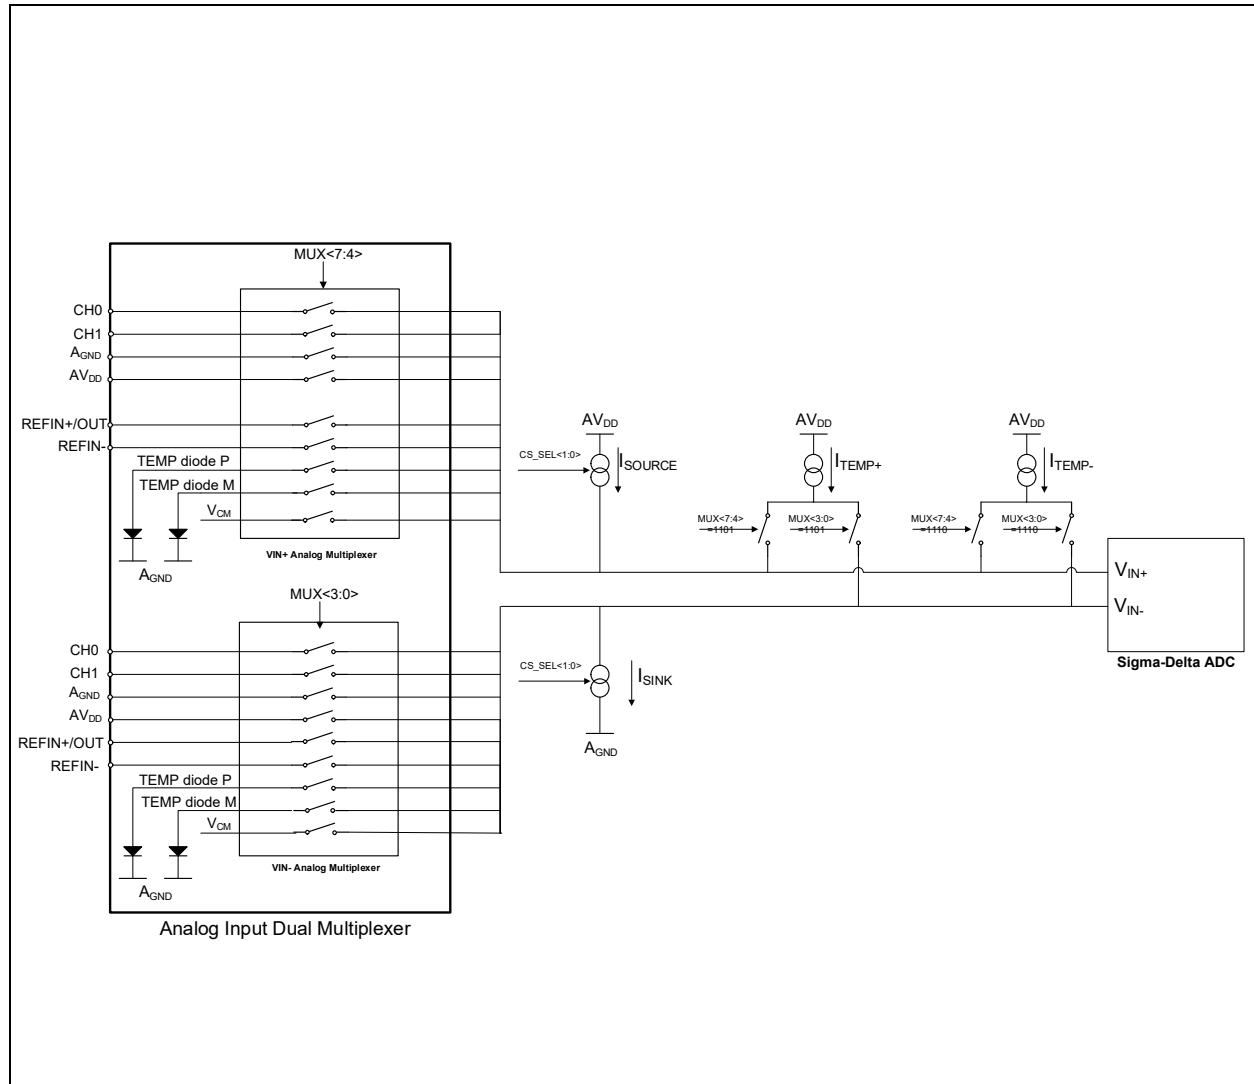 MUX<7:4>
CH0
CH1
AGND
AVDD
REFIN+/OUT
REFIN-
TEMP diode P
TEMP diode M
VCM
AGND
VIN+ Analog Multiplexer
MUX<3:0>
CH0
CH1
AGND
AVDD
REFIN+/OUT
REFIN-
TEMP diode P
TEMP diode M
VCM
AGND
VIN- Analog Multiplexer
Analog Input Dual Multiplexer
AVDD
CS_SEL<1:0>
ISOURCE
AVDD
ITEMP+
MUX<7:4>
=1101
MUX<3:0>
=1101
AVDD
ITEMP-
MUX<7:4>
=1110
MUX<3:0>
=1110
CS_SEL<1:0>
ISINK
AGND
VIN+
VIN-
Sigma-Delta ADC